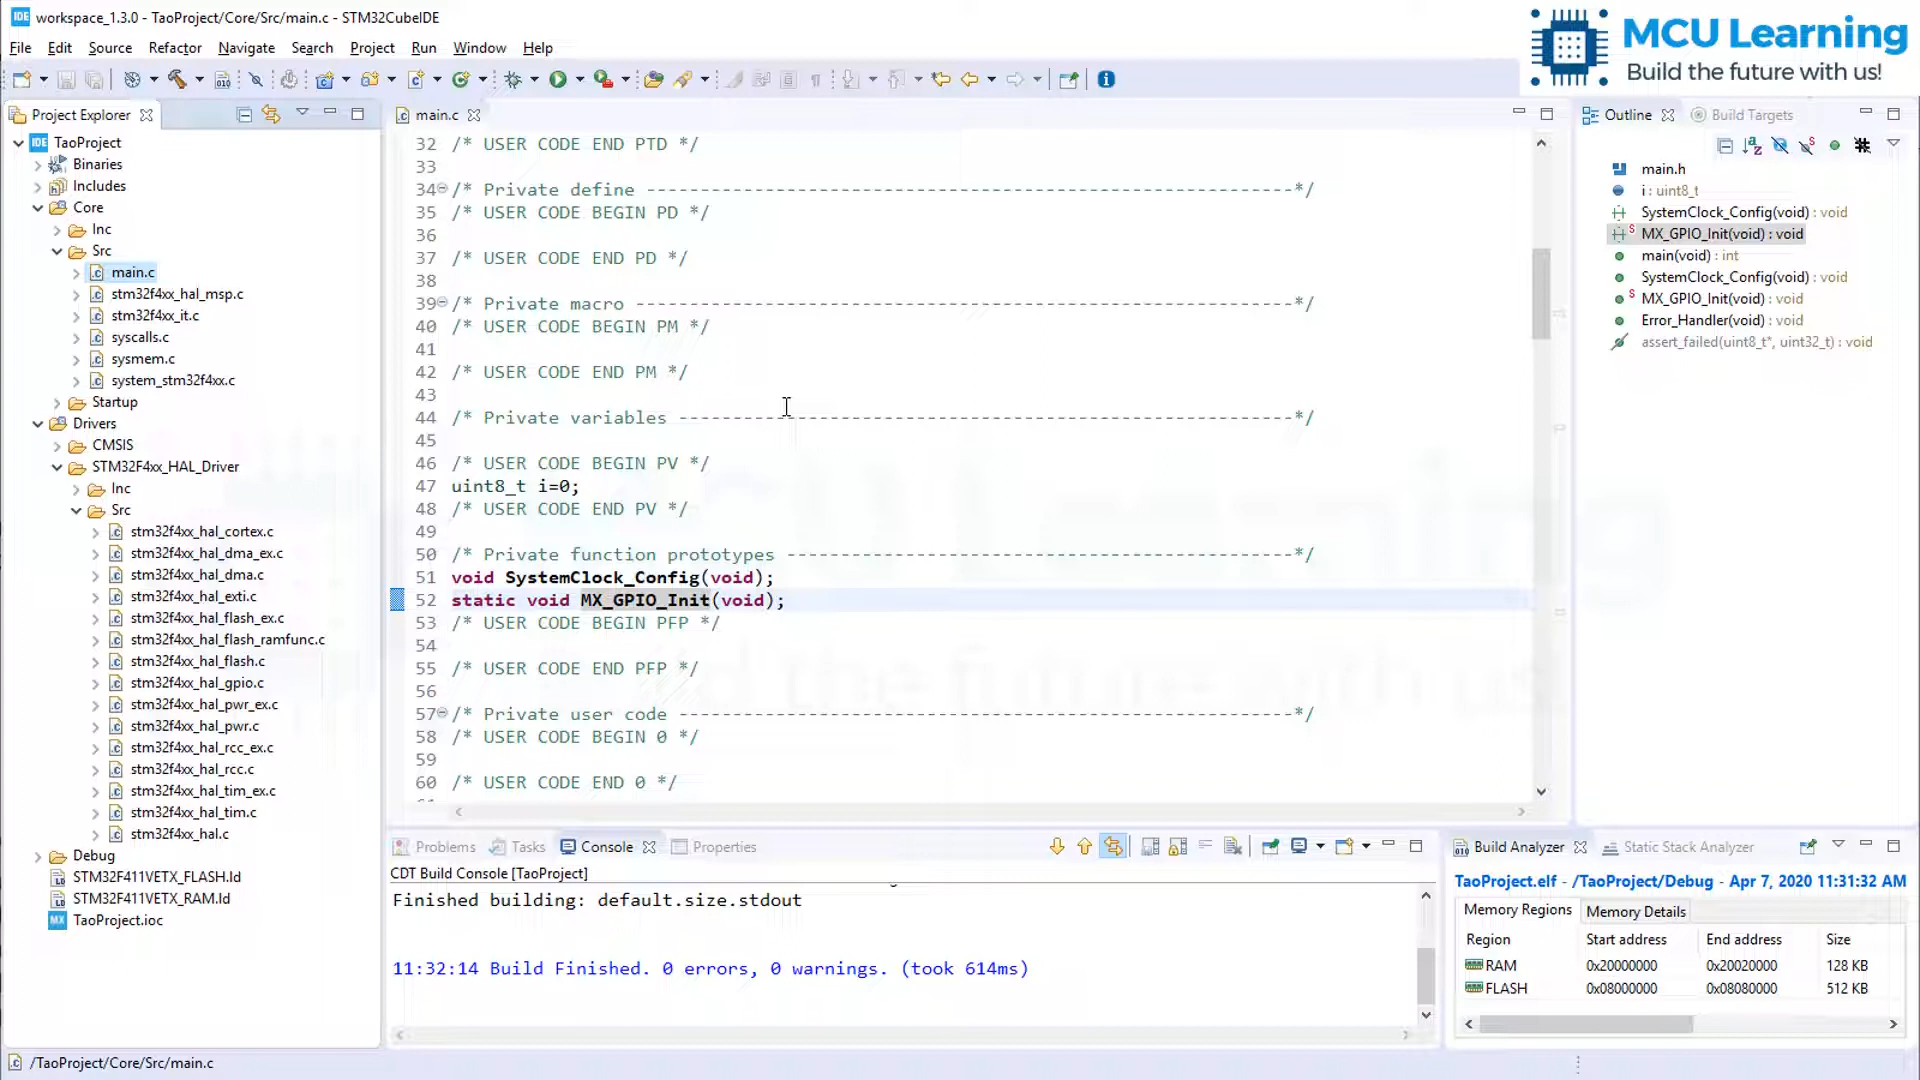 workspace_1.3.0 - TaoProject/Core/Src/main.c - STM32CubeIDE
File Edit Source Refactor Navigate Search Project Run Window Help
MCU Learning
Build the future with us!
Project Explorer
TaoProject
Binaries
Includes
Core
Inc
Src
main.c
stm32f4xx_hal_msp.c
stm32f4xx_it.c
syscalls.c
sysmem.c
system_stm32f4xx.c
Startup
Drivers
CMSIS
STM32F4xx_HAL_Driver
Inc
Src
stm32f4xx_hal_cortex.c
stm32f4xx_hal_dma_ex.c
stm32f4xx_hal_dma.c
stm32f4xx_hal_exti.c
stm32f4xx_hal_flash_ex.c
stm32f4xx_hal_flash_ramfunc.c
stm32f4xx_hal_flash.c
stm32f4xx_hal_gpio.c
stm32f4xx_hal_pwr_ex.c
stm32f4xx_hal_pwr.c
stm32f4xx_hal_rcc_ex.c
stm32f4xx_hal_rcc.c
stm32f4xx_hal_tim_ex.c
stm32f4xx_hal_tim.c
stm32f4xx_hal.c
Debug
STM32F411VETX_FLASH.ld
STM32F411VETX_RAM.ld
TaoProject.ioc
main.c
32 /* USER CODE END PTD */
33
34 /* Private define ------------------------------------------------------------*/
35 /* USER CODE BEGIN PD */
36
37 /* USER CODE END PD */
38
39 /* Private macro -------------------------------------------------------------*/
40 /* USER CODE BEGIN PM */
41
42 /* USER CODE END PM */
43
44 /* Private variables ---------------------------------------------------------*/
45
46 /* USER CODE BEGIN PV */
47 uint8_t i=0;
48 /* USER CODE END PV */
49
50 /* Private function prototypes -----------------------------------------------*/
51 void SystemClock_Config(void);
52 static void MX_GPIO_Init(void);
53 /* USER CODE BEGIN PFP */
54
55 /* USER CODE END PFP */
56
57 /* Private user code ---------------------------------------------------------*/
58 /* USER CODE BEGIN 0 */
59
60 /* USER CODE END 0 */
Outline Build Targets
main.h
i : uint8_t
SystemClock_Config(void) : void
MX_GPIO_Init(void) : void
main(void) : int
SystemClock_Config(void) : void
MX_GPIO_Init(void) : void
Error_Handler(void) : void
assert_failed(uint8_t*, uint32_t) : void
Problems Tasks Console Properties
CDT Build Console [TaoProject]
Finished building: default.size.stdout
11:32:14 Build Finished. 0 errors, 0 warnings. (took 614ms)
Build Analyzer Static Stack Analyzer
TaoProject.elf - /TaoProject/Debug - Apr 7, 2020 11:31:32 AM
Memory Regions Memory Details
Region Start address End address Size
RAM 0x20000000 0x20020000 128 KB
FLASH 0x08000000 0x08080000 512 KB
/TaoProject/Core/Src/main.c